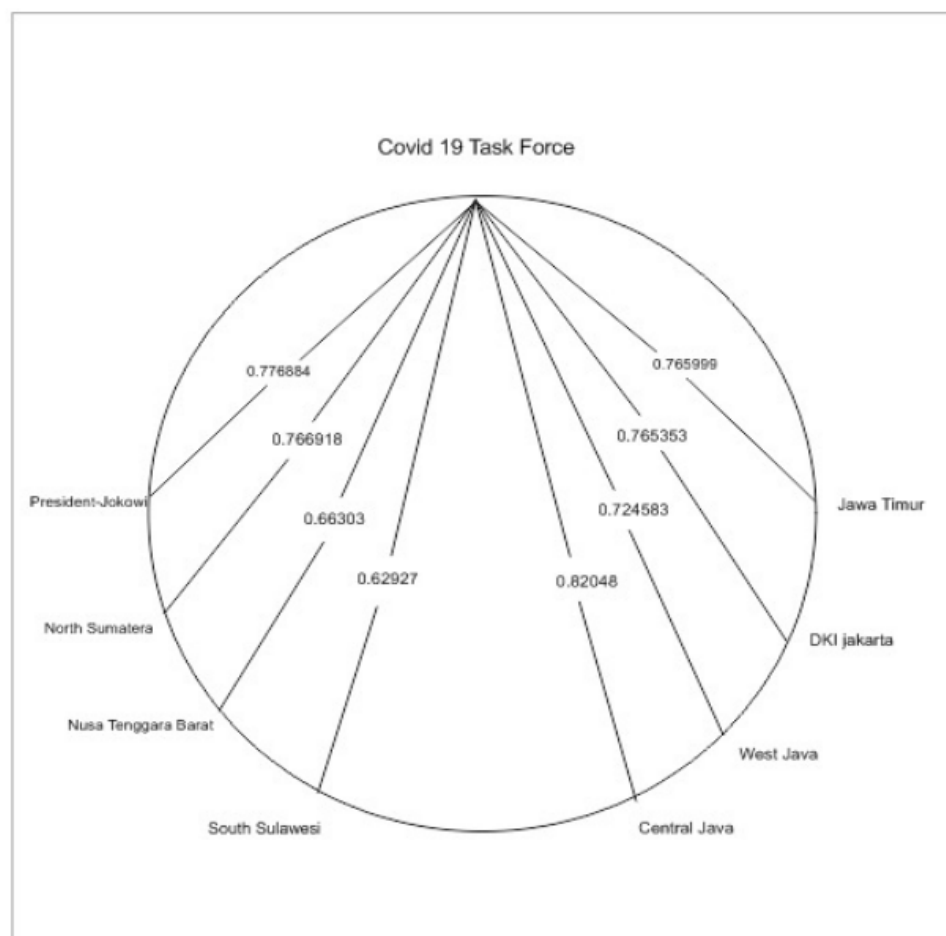 Covid 19 Task Force
0.776884
0.765999
0.766918
0.765353
0.66303
0.724583
0.62927
0.82048
President-Jokowi
Jawa Timur
North Sumatera
DKI jakarta
Nusa Tenggara Barat
West Java
South Sulawesi
Central Java